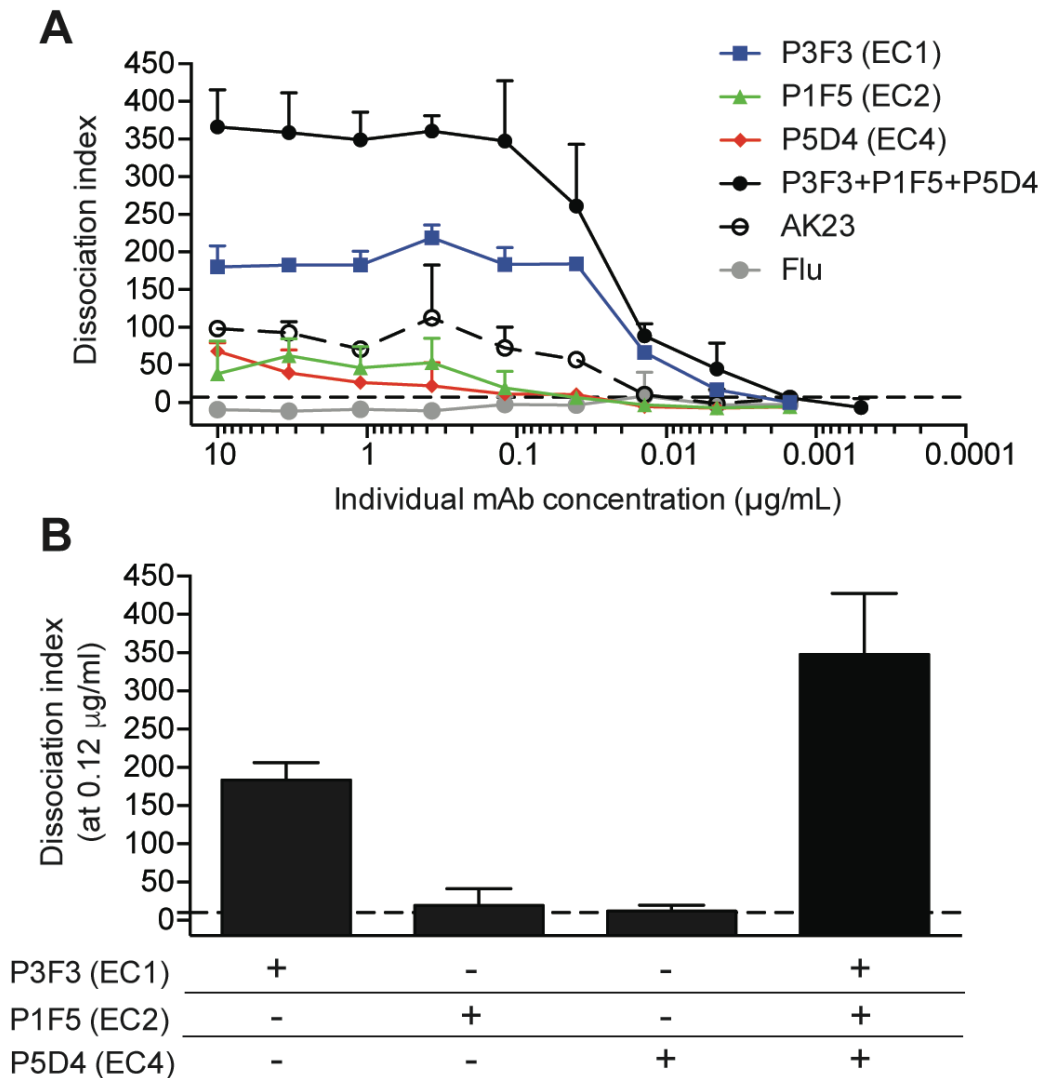 A
450
400
350
300
250
200
150
100
50
0
Dissociation index
P3F3 (EC1)
P1F5 (EC2)
P5D4 (EC4)
P3F3+P1F5+P5D4
AK23
Flu
10 1 0.1 0.01 0.001 0.0001
Individual mAb concentration (µg/mL)
B
450
400
350
300
250
200
150
100
50
0
Dissociation index
(at 0.12 µg/ml)
P3F3 (EC1) + - - +
P1F5 (EC2) - + - +
P5D4 (EC4) - - + +